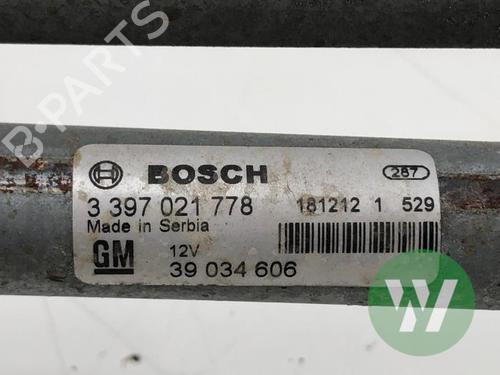 B-PARTS
BOSCH 287
3 397 021 778 181212 1 529
Made in Serbia
GM 12V
39 034 606
W